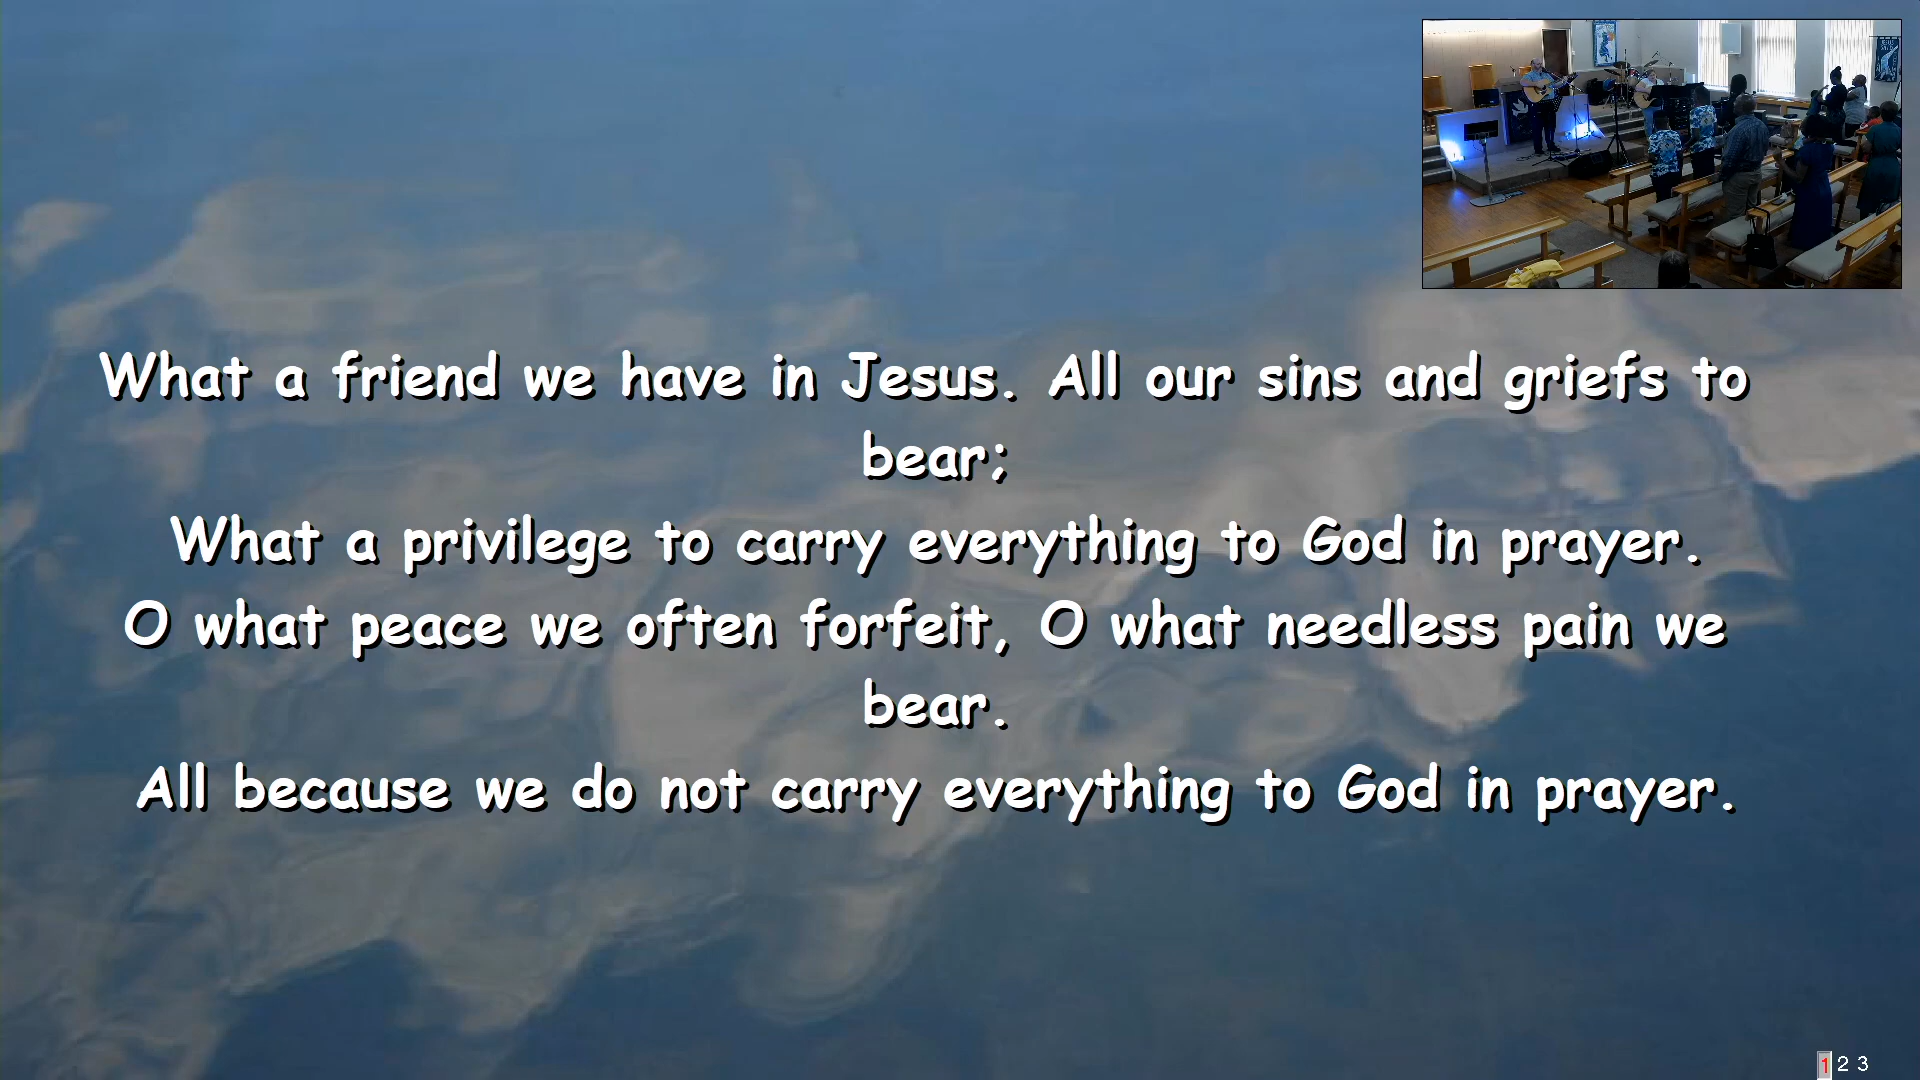 What a friend we have in Jesus. All our sins and griefs to
bear;
What a privilege to carry everything to God in prayer.
O what peace we often forfeit, O what needless pain we
bear.
All because we do not carry everything to God in prayer.
1 2 3